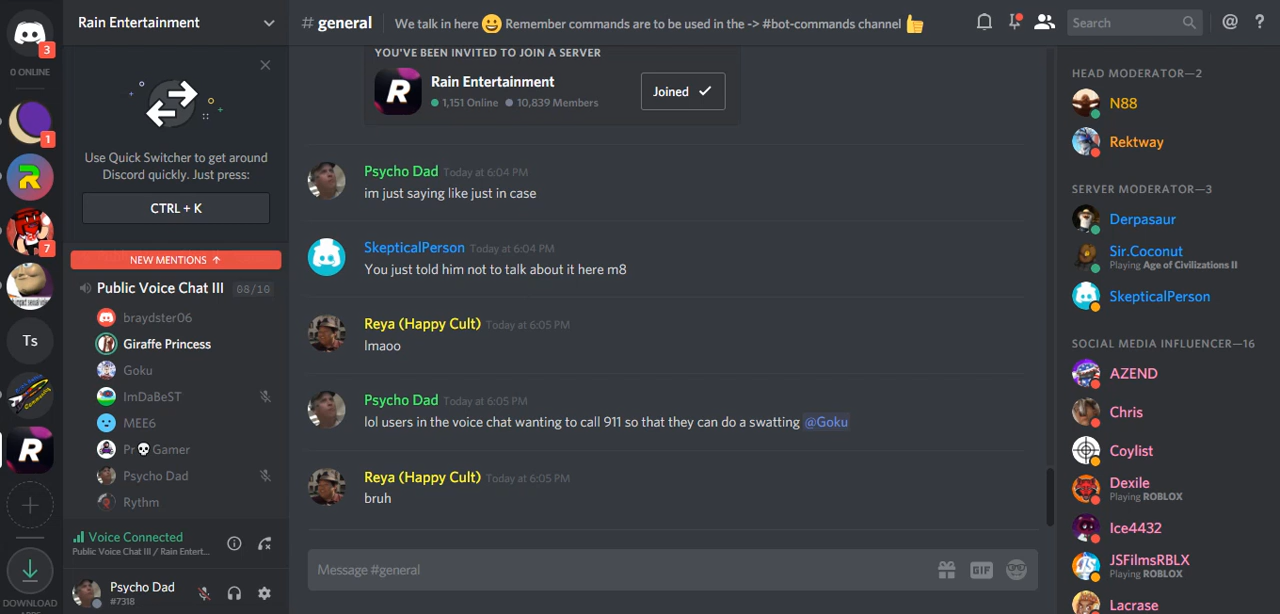 3
0 ONLINE
1
R
7
Ts
R
DOWNLOAD
Rain Entertainment
Use Quick Switcher to get around
Discord quickly. Just press:
CTRL + K
NEW MENTIONS ↑
Public Voice Chat III 08/10
braydster06
Giraffe Princess
Goku
ImDaBeST
MEE6
Pr💀Gamer
Psycho Dad
Rythm
Voice Connected
Public Voice Chat III / Rain Entert...
Psycho Dad
#7318
# general
We talk in here 😀 Remember commands are to be used in the -> #bot-commands channel 👍
Search
YOU'VE BEEN INVITED TO JOIN A SERVER
R
Rain Entertainment
1,151 Online 10,839 Members
Joined ✓
Psycho Dad Today at 6:04 PM
im just saying like just in case
SkepticalPerson Today at 6:04 PM
You just told him not to talk about it here m8
Reya (Happy Cult) Today at 6:05 PM
lmaoo
Psycho Dad Today at 6:05 PM
lol users in the voice chat wanting to call 911 so that they can do a swatting @Goku
Reya (Happy Cult) Today at 6:05 PM
bruh
Message #general
GIF
HEAD MODERATOR—2
N88
Rektway
SERVER MODERATOR—3
Derpasaur
Sir.Coconut
Playing Age of Civilizations II
SkepticalPerson
SOCIAL MEDIA INFLUENCER—16
AZEND
Chris
Coylist
Dexile
Playing ROBLOX
Ice4432
JSFilmsRBLX
Playing ROBLOX
Lacrase